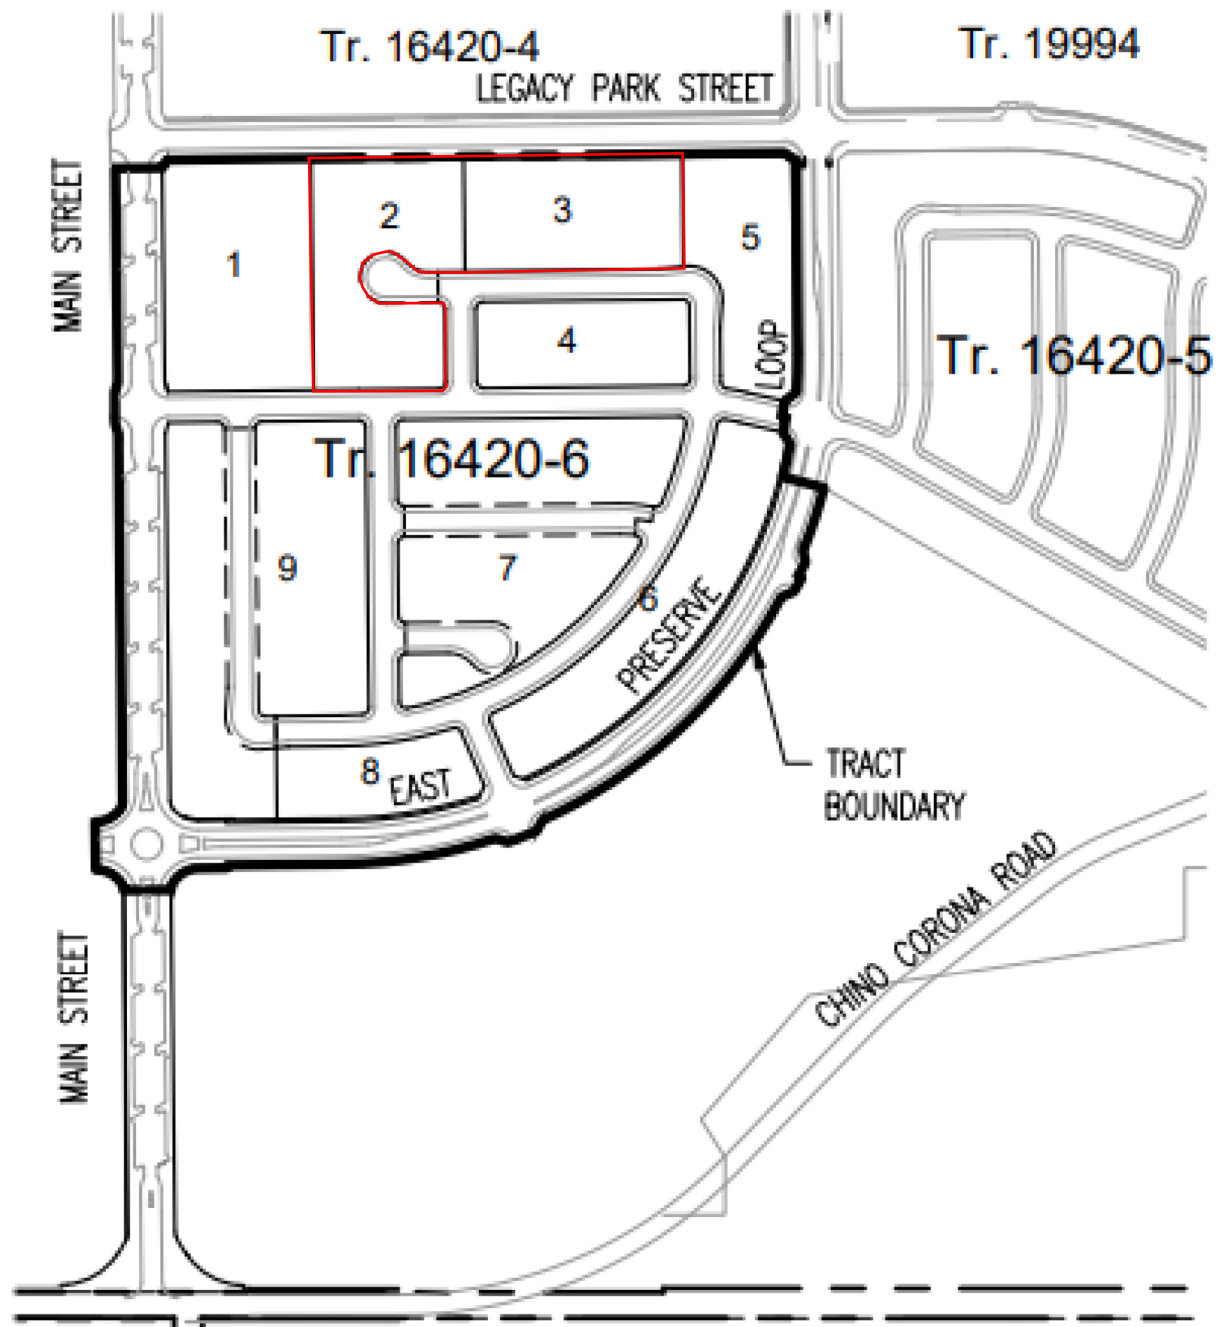 Tr. 16420-4
Tr. 19994
LEGACY PARK STREET
MAIN STREET
1
2
3
5
4
LOOP
Tr. 16420-5
Tr. 16420-6
9
7
6
PRESERVE
8
EAST
TRACT
BOUNDARY
CHINO CORONA ROAD
MAIN STREET